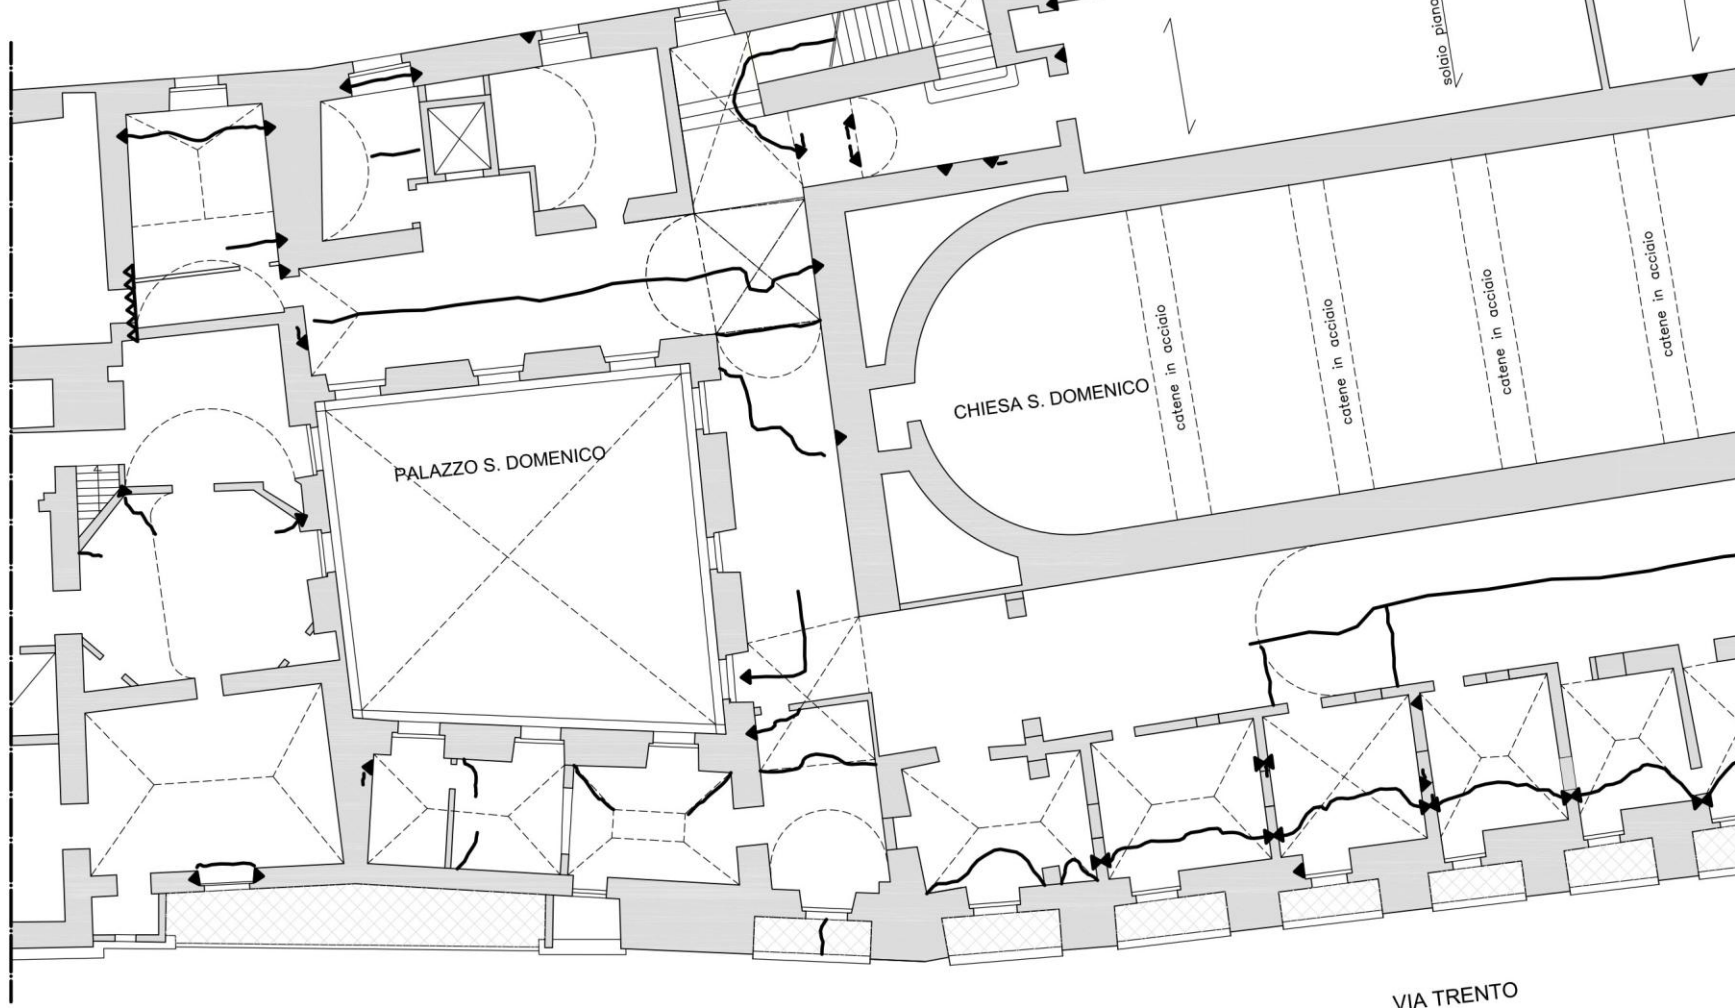 solaio piano
catene in acciaio
catene in acciaio
catene in acciaio
catene in acciaio
CHIESA S. DOMENICO
PALAZZO S. DOMENICO
VIA TRENTO